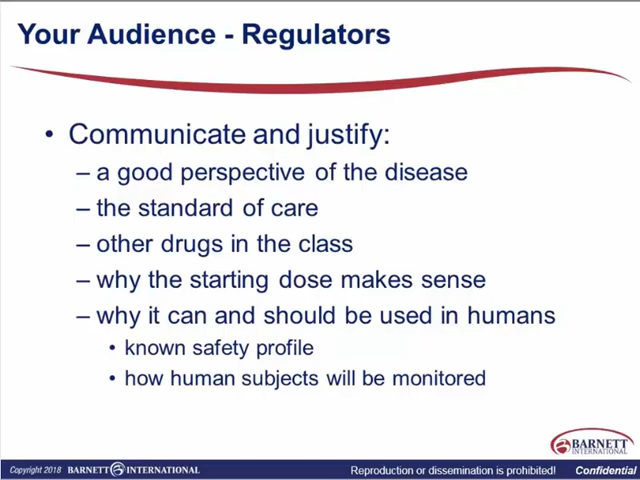 Your Audience - Regulators
• Communicate and justify:
– a good perspective of the disease
– the standard of care
– other drugs in the class
– why the starting dose makes sense
– why it can and should be used in humans
• known safety profile
• how human subjects will be monitored
BARNETT
INTERNATIONAL
Copyright 2018 BARNETT INTERNATIONAL
Reproduction or dissemination is prohibited! Confidential